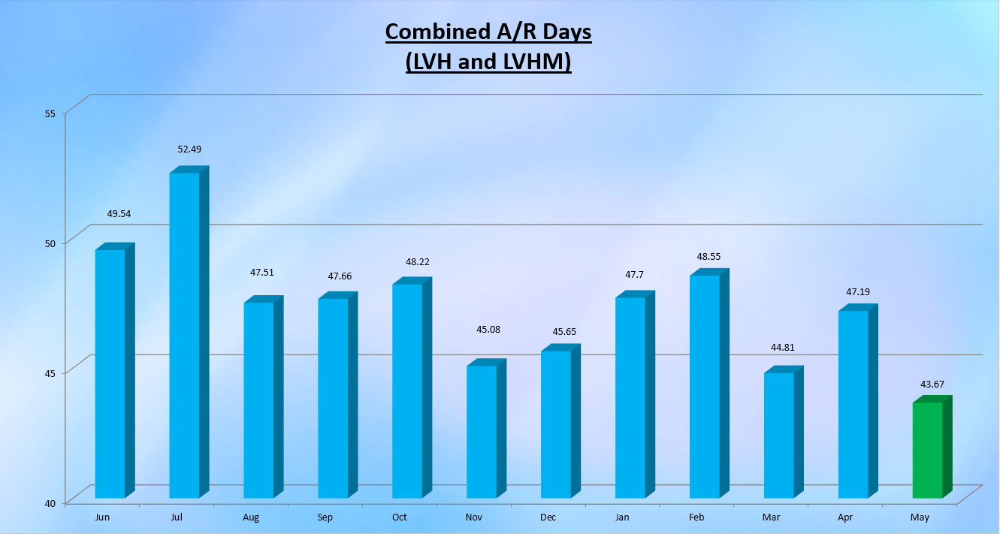 Combined A/R Days
(LVH and LVHM)
55
50
45
40
49.54
52.49
47.51
47.66
48.22
45.08
45.65
47.7
48.55
44.81
47.19
43.67
Jun
Jul
Aug
Sep
Oct
Nov
Dec
Jan
Feb
Mar
Apr
May